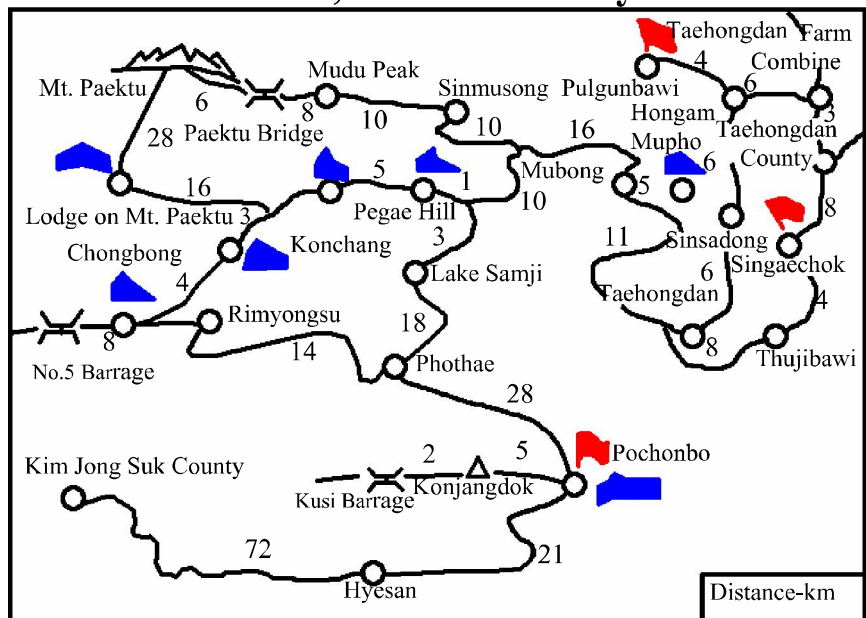 Taehongdan
Farm
Combine
4
6
3
Mt. Paektu
6
8
Mudu Peak
Sinmusong
Pulgunbawi
Hongam
Paektu Bridge
10
28
10
16
Mupho
6
Taehongdan
County
Mubong
5
16
5
1
10
8
Lodge on Mt. Paektu
3
Pegae Hill
Chongbong
Konchang
3
11
Sinsadong
Singaechok
4
Lake Samji
6
Taehongdan
4
Rimyongsu
18
8
14
8
Thujibawi
No.5 Barrage
Phothae
28
Kim Jong Suk County
2
5
Pochonbo
Kusi Barrage
Konjangdok
72
21
Hyesan
Distance-km